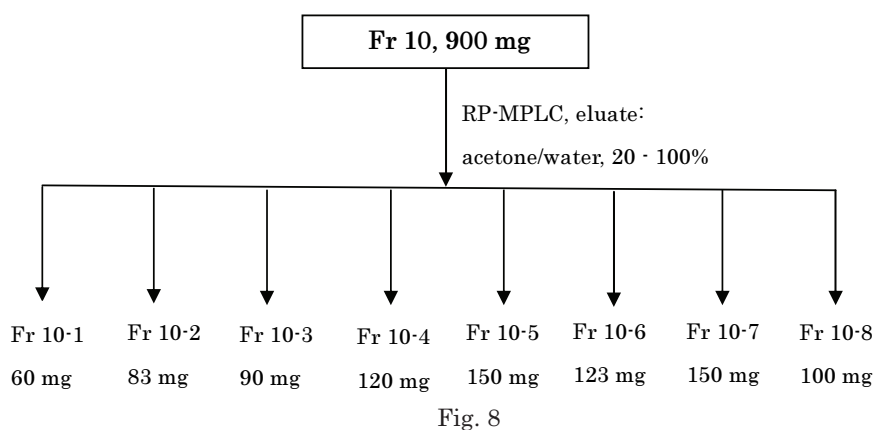 Fr 10, 900 mg
RP-MPLC, eluate:
acetone/water, 20 - 100%
Fr 10-1 Fr 10-2 Fr 10-3 Fr 10-4 Fr 10-5 Fr 10-6 Fr 10-7 Fr 10-8
60 mg 83 mg 90 mg 120 mg 150 mg 123 mg 150 mg 100 mg
Fig. 8